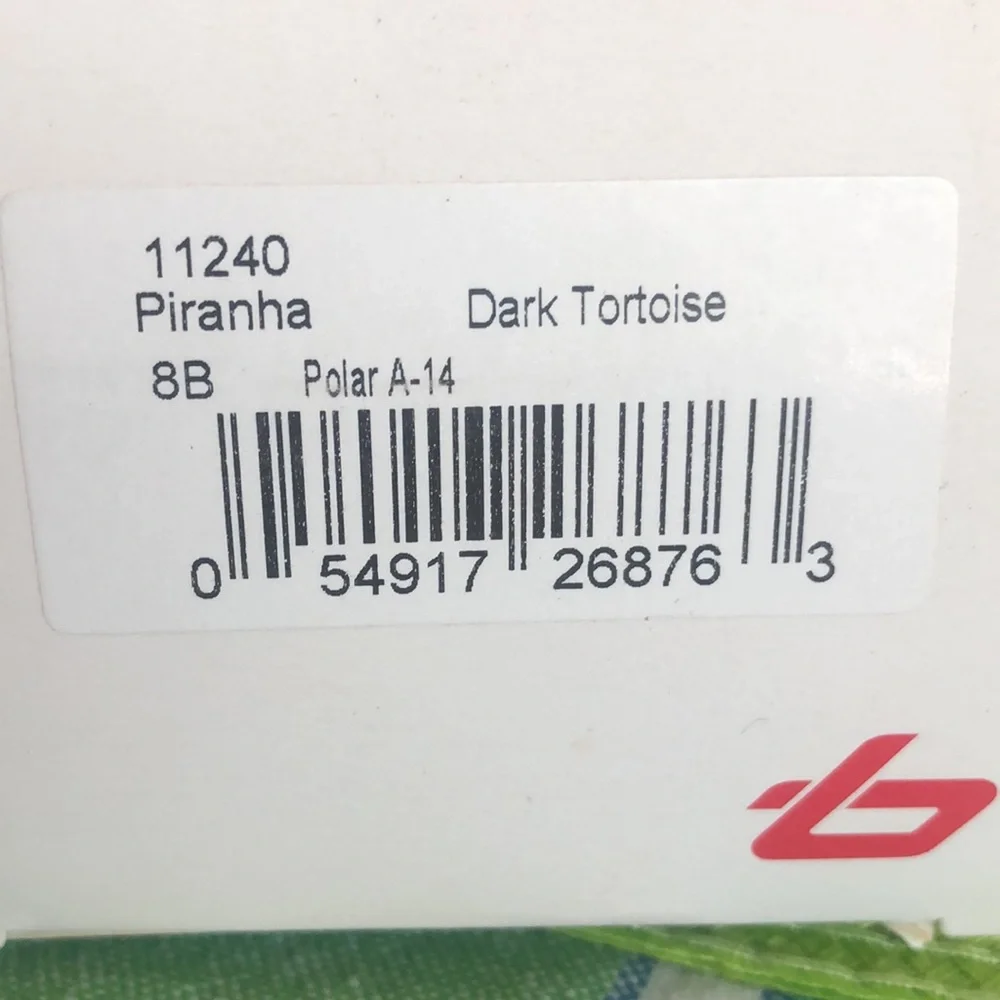 11240
Piranha Dark Tortoise
8B Polar A-14
0 54917 26876 3